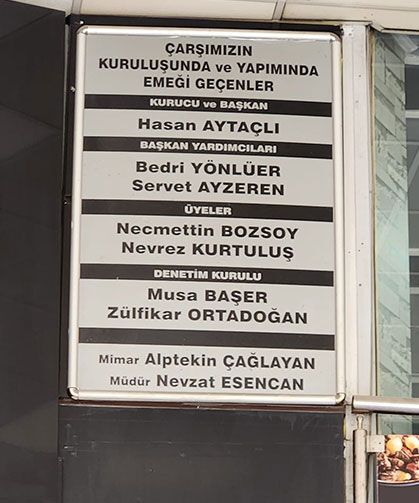 ÇARŞIMIZIN
KURULUŞUNDA ve YAPIMINDA
EMEĞİ GEÇENLER
KURUCU ve BAŞKAN
Hasan AYTAÇLI
BAŞKAN YARDIMCILARI
Bedri YÖNLÜER
Servet AYZEREN
ÜYELER
Necmettin BOZSOY
Nevrez KURTULUŞ
DENETİM KURULU
Musa BAŞER
Zülfikar ORTADOĞAN
Mimar Alptekin ÇAĞLAYAN
Müdür Nevzat ESENCAN